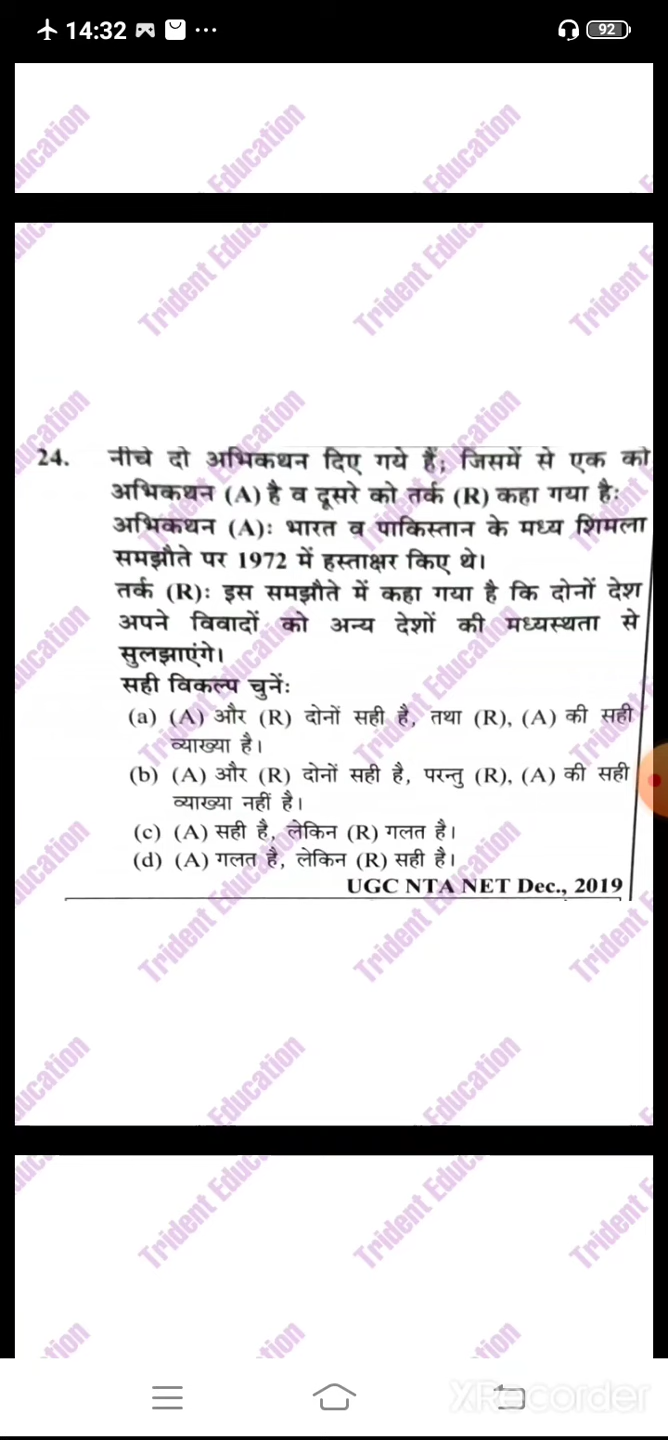 14:32
92
24. नीचे दो अभिकथन दिए गये हैं; जिसमें से एक को
अभिकथन (A) है व दूसरे को तर्क (R) कहा गया है:
अभिकथन (A): भारत व पाकिस्तान के मध्य शिमला
समझौते पर 1972 में हस्ताक्षर किए थे।
तर्क (R): इस समझौते में कहा गया है कि दोनों देश
अपने विवादों को अन्य देशों की मध्यस्थता से
सुलझाएंगे।
सही विकल्प चुनें:
(a) (A) और (R) दोनों सही है, तथा (R), (A) की सही
व्याख्या है।
(b) (A) और (R) दोनों सही है, परन्तु (R), (A) की सही
व्याख्या नहीं है।
(c) (A) सही है, लेकिन (R) गलत है।
(d) (A) गलत है, लेकिन (R) सही है।
UGC NTA NET Dec., 2019
Trident Education
XRecorder